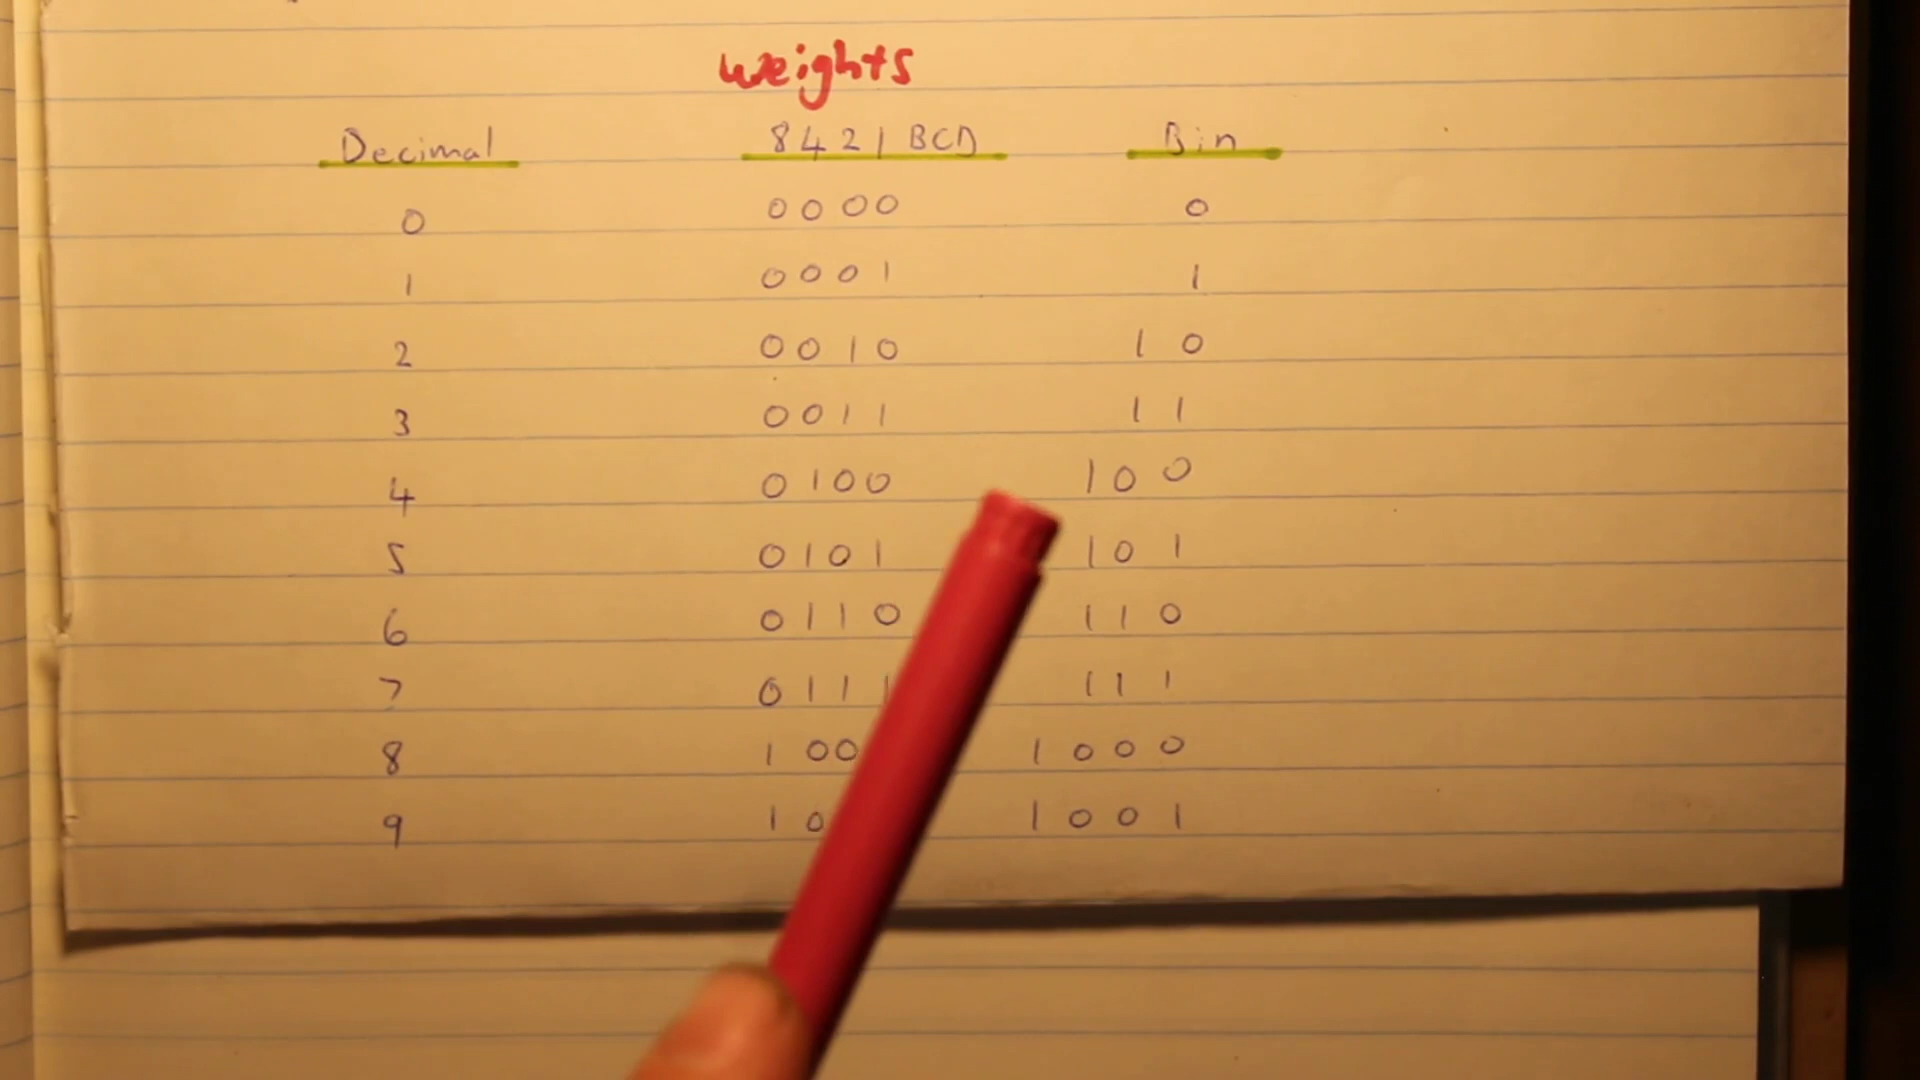 weights
Decimal 8421 BCD Bin
0 0000 0
1 0001 1
2 0010 10
3 0011 11
4 0100 100
5 0101 101
6 0110 110
7 0111 111
8 100 1000
9 10 1001